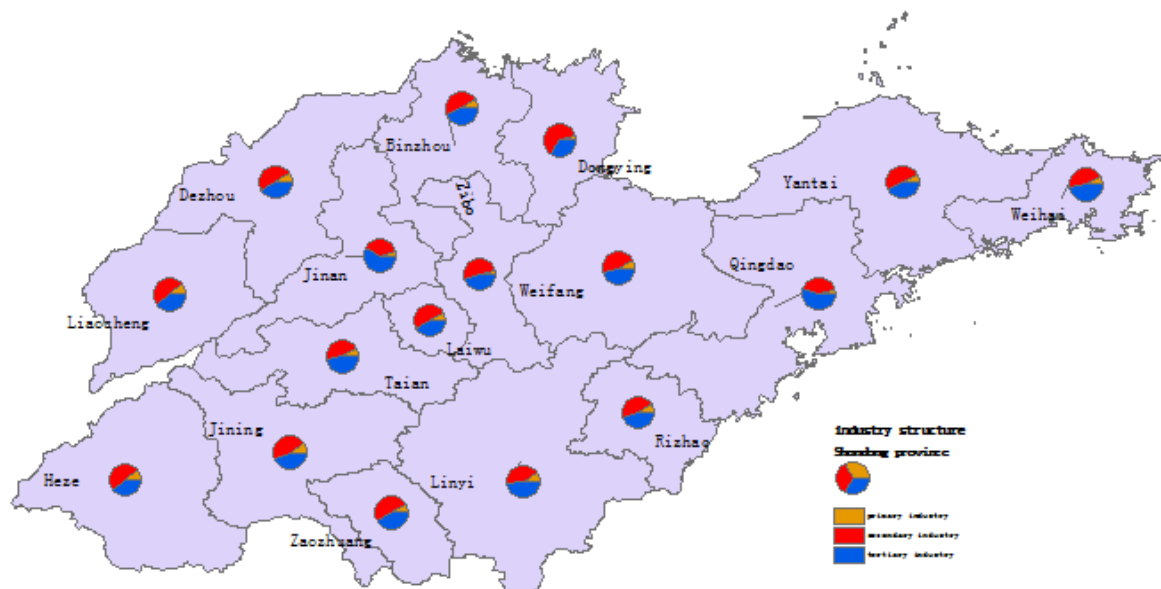 Binzhou
Dongying
Zibo
Dezhou
Yantai
Weihai
Jinan
Qingdao
Weifang
Liaocheng
Laiwu
Taian
Jining
Rizhao
Heze
Linyi
Zaozhuang
industry structure
Shandong province
primary industry
secondary industry
tertiary industry